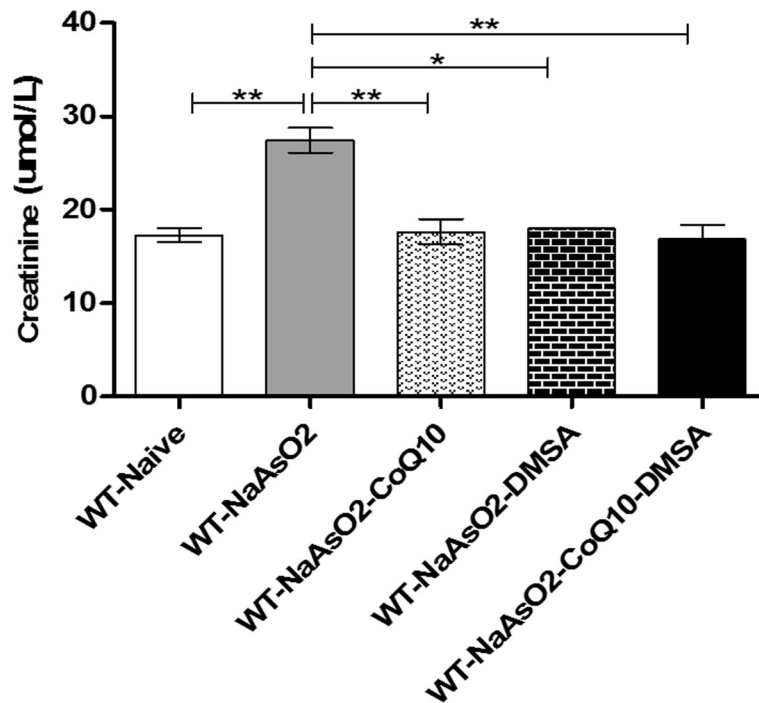 40
30
20
10
0
Creatinine (umol/L)
**
*
**
**
WT-Naive
WT-NaAsO2
WT-NaAsO2-CoQ10
WT-NaAsO2-DMSA
WT-NaAsO2-CoQ10-DMSA